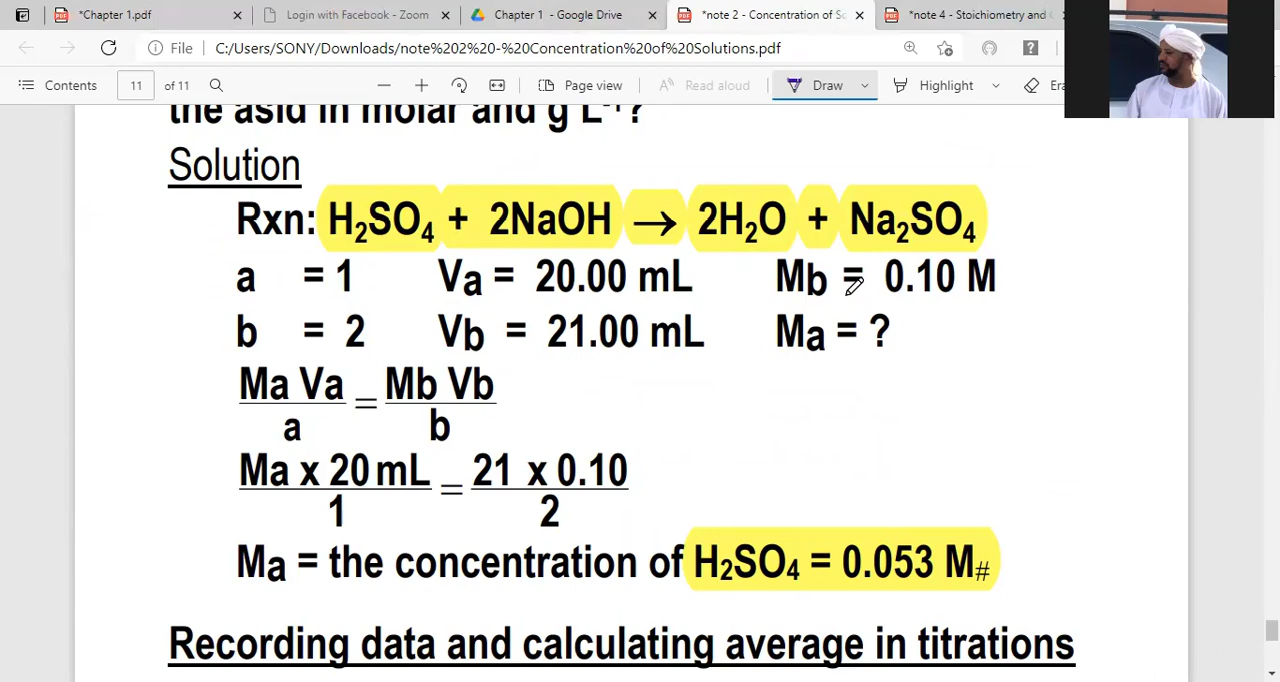 *Chapter 1.pdf
Login with Facebook - Zoom
Chapter 1 - Google Drive
*note 2 - Concentration of So
*note 4 - Stoichiometry and
File C:/Users/SONY/Downloads/note%202%20-%20Concentration%20of%20Solutions.pdf
Contents 11 of 11 Page view Read aloud Draw Highlight Era
the asid in molar and g L⁻¹?
Solution
Rxn: H₂SO₄ + 2NaOH → 2H₂O + Na₂SO₄
a = 1 Va = 20.00 mL Mb = 0.10 M
b = 2 Vb = 21.00 mL Ma = ?
Ma Va = Mb Vb
a b
Ma x 20 mL = 21 x 0.10
1 2
Ma = the concentration of H₂SO₄ = 0.053 M#
Recording data and calculating average in titrations